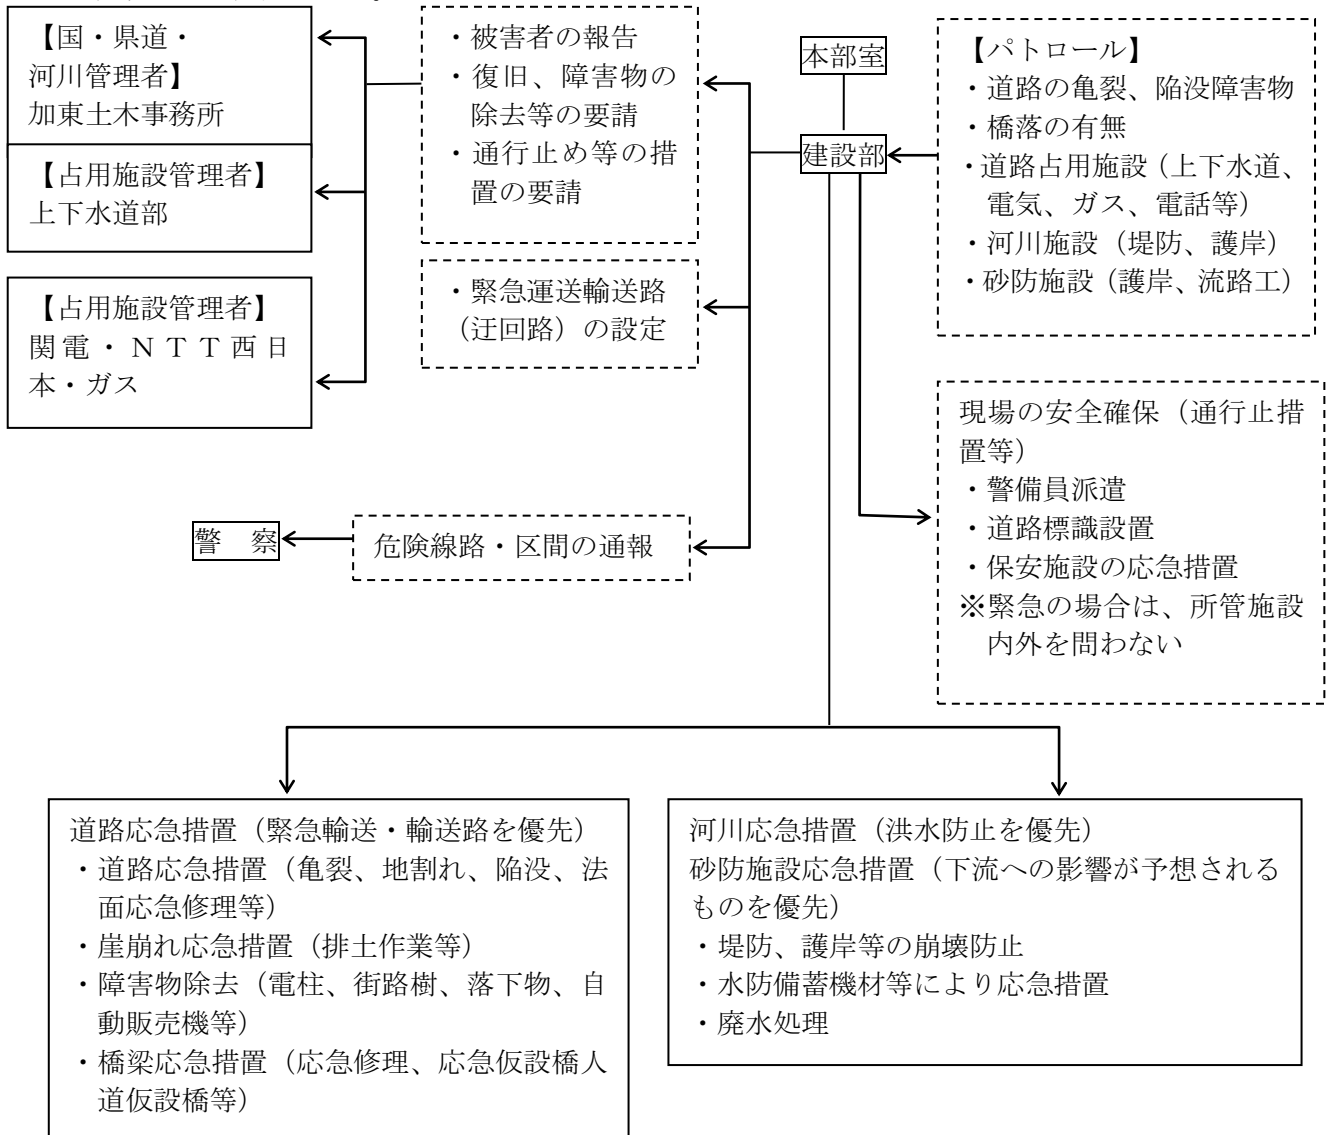 【国・県道・
河川管理者】
加東土木事務所
【占用施設管理者】
上下水道部
【占用施設管理者】
関電・ＮＴＴ西日
本・ガス
・被害者の報告
・復旧、障害物の
除去等の要請
・通行止め等の措
置の要請
・緊急運送輸送路
（迂回路）の設定
警　察
危険線路・区間の通報
本部室
建設部
【パトロール】
・道路の亀裂、陥没障害物
・橋落の有無
・道路占用施設（上下水道、
電気、ガス、電話等）
・河川施設（堤防、護岸）
・砂防施設（護岸、流路工）
現場の安全確保（通行止措
置等）
・警備員派遣
・道路標識設置
・保安施設の応急措置
※緊急の場合は、所管施設
内外を問わない
道路応急措置（緊急輸送・輸送路を優先）
・道路応急措置（亀裂、地割れ、陥没、法
面応急修理等）
・崖崩れ応急措置（排土作業等）
・障害物除去（電柱、街路樹、落下物、自
動販売機等）
・橋梁応急措置（応急修理、応急仮設橋人
道仮設橋等）
河川応急措置（洪水防止を優先）
砂防施設応急措置（下流への影響が予想される
ものを優先）
・堤防、護岸等の崩壊防止
・水防備蓄機材等により応急措置
・廃水処理